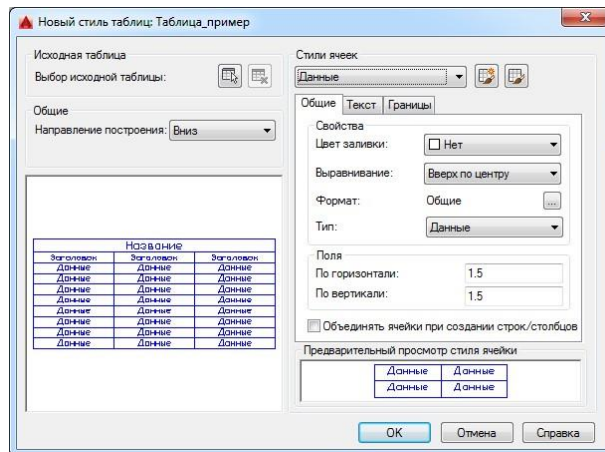 Новый стиль таблиц: Таблица_пример
Исходная таблица
Выбор исходной таблицы:
Общие
Направление построения: Вниз
Название
Заголовок Заголовок Заголовок
Данные Данные Данные
Данные Данные Данные
Данные Данные Данные
Данные Данные Данные
Данные Данные Данные
Данные Данные Данные
Данные Данные Данные
Данные Данные Данные
Стили ячеек
Данные
Общие Текст Границы
Свойства
Цвет заливки: Нет
Выравнивание: Вверх по центру
Формат: Общие ...
Тип: Данные
Поля
По горизонтали: 1.5
По вертикали: 1.5
Объединять ячейки при создании строк/столбцов
Предварительный просмотр стиля ячейки
Данные Данные
Данные Данные
OK Отмена Справка